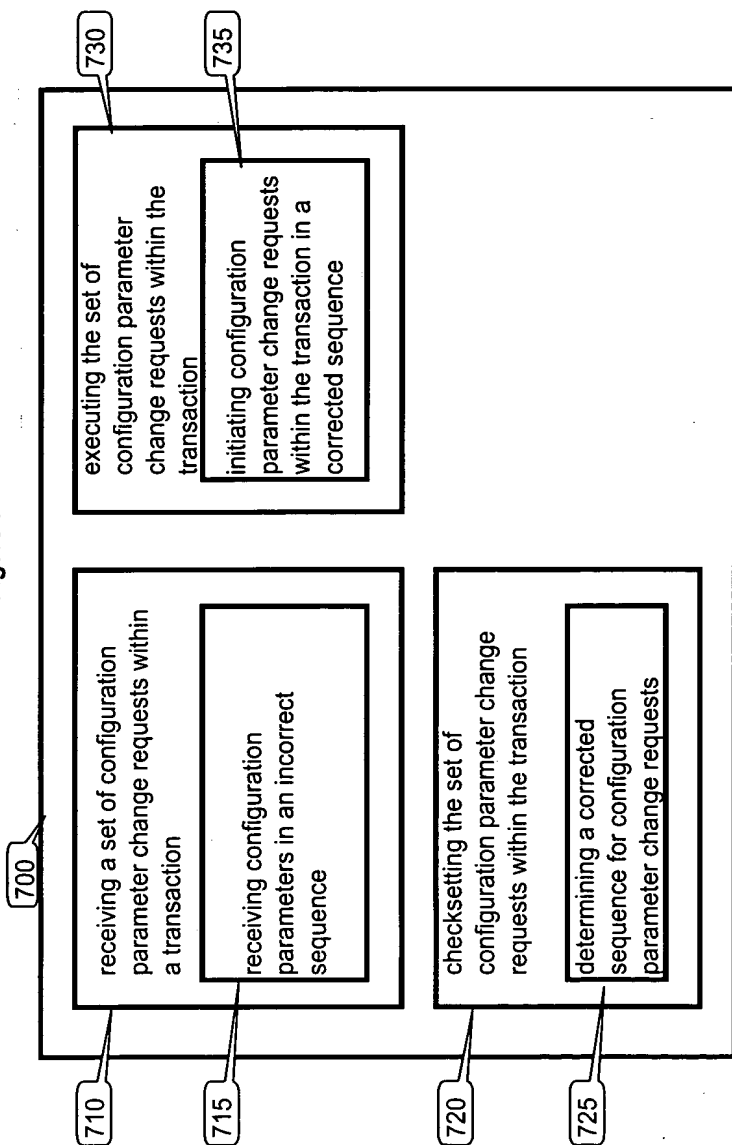 700
710
receiving a set of configuration
parameter change requests within
a transaction
715
receiving configuration
parameters in an incorrect
sequence
720
checksetting the set of
configuration parameter change
requests within the transaction
725
determining a corrected
sequence for configuration
parameter change requests
730
executing the set of
configuration parameter
change requests within the
transaction
735
initiating configuration
parameter change requests
within the transaction in a
corrected sequence